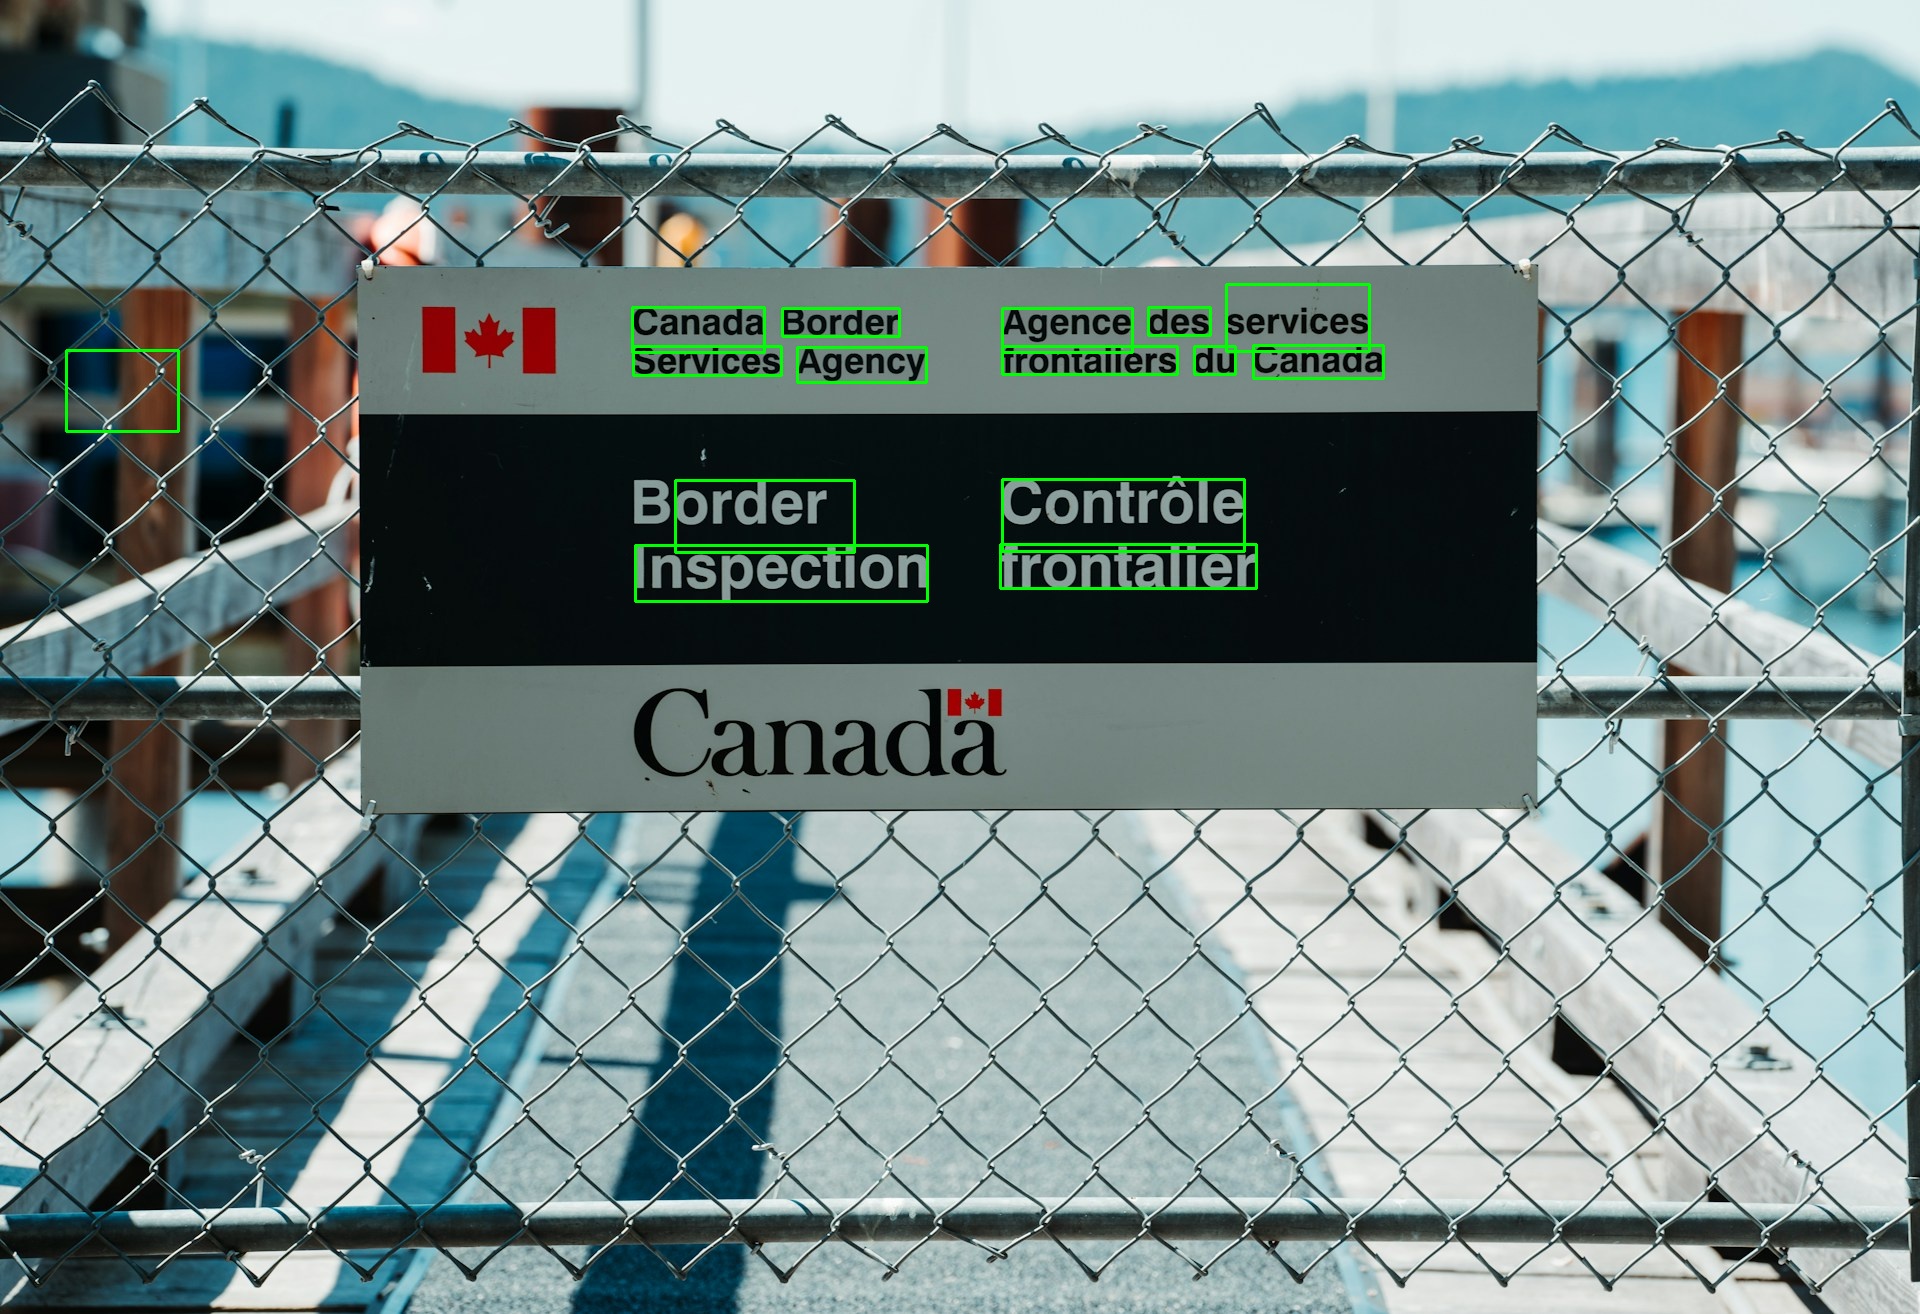 Canada Border
Services Agency
Agence des services
frontaliers du Canada
Border
Inspection
Contrôle
frontalier
Canada